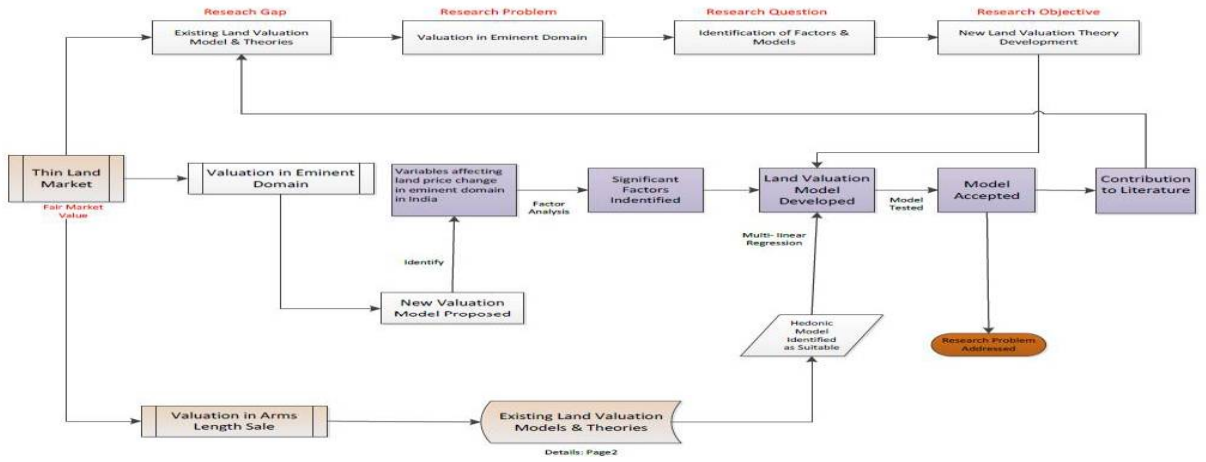 Reseach Gap
Research Problem
Research Question
Research Objective
Existing Land Valuation
Model & Theories
Valuation in Eminent Domain
Identification of Factors &
Models
New Land Valuation Theory
Development
Thin Land
Market
Fair Market
Value
Valuation in Eminent
Domain
Variables affecting
land price change
in eminent domain
in India
Factor
Analysis
Significant
Factors
Indentified
Land Valuation
Model
Developed
Model
Tested
Model
Accepted
Contribution
to Literature
Multi- linear
Regression
Identify
New Valuation
Model Proposed
Hedonic
Model
Identified
as Suitable
Research Problem
Addressed
Valuation in Arms
Length Sale
Existing Land Valuation
Models & Theories
Details: Page2